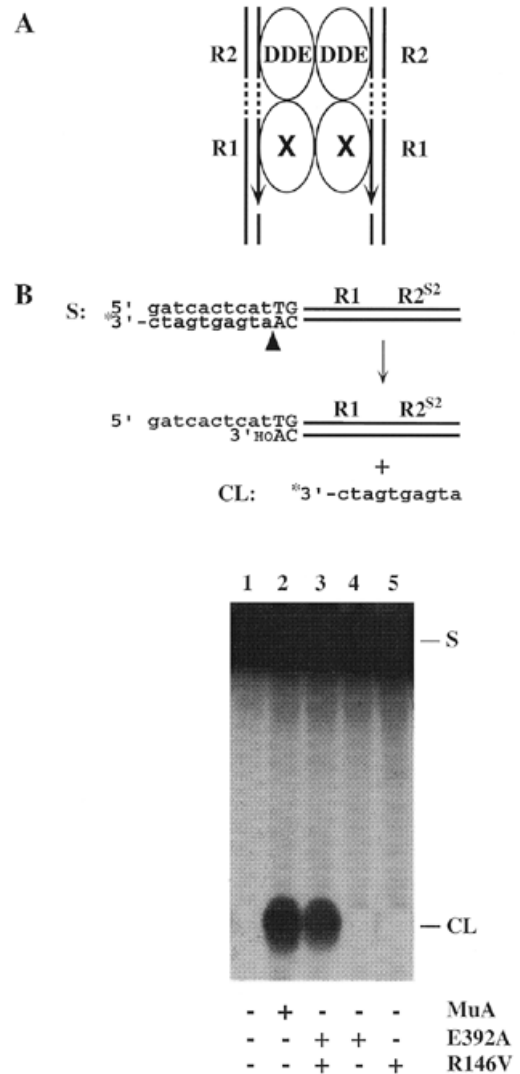 A
R2 DDE DDE R2
R1 X X R1
B
R1 R2S2
S: 5' gatcactcatTG
*3'-ctagtgagtaAC
R1 R2S2
5' gatcactcatTG
3'HOAC
+
CL: *3'-ctagtgagta
1 2 3 4 5
S
CL
- + - - - MuA
- - + + - E392A
- - + - + R146V